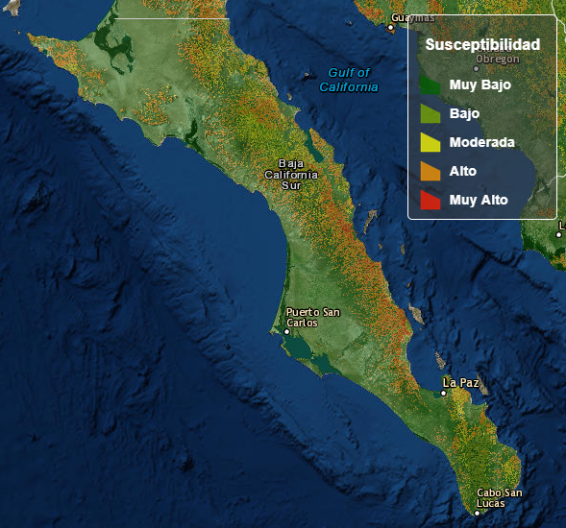 Guaymas
Susceptibilidad
Obregon
Gulf of
California
Muy Bajo
Bajo
Moderada
Alto
Muy Alto
Baja
California
Sur
L
Puerto San
Carlos
La Paz
Cabo San
Lucas